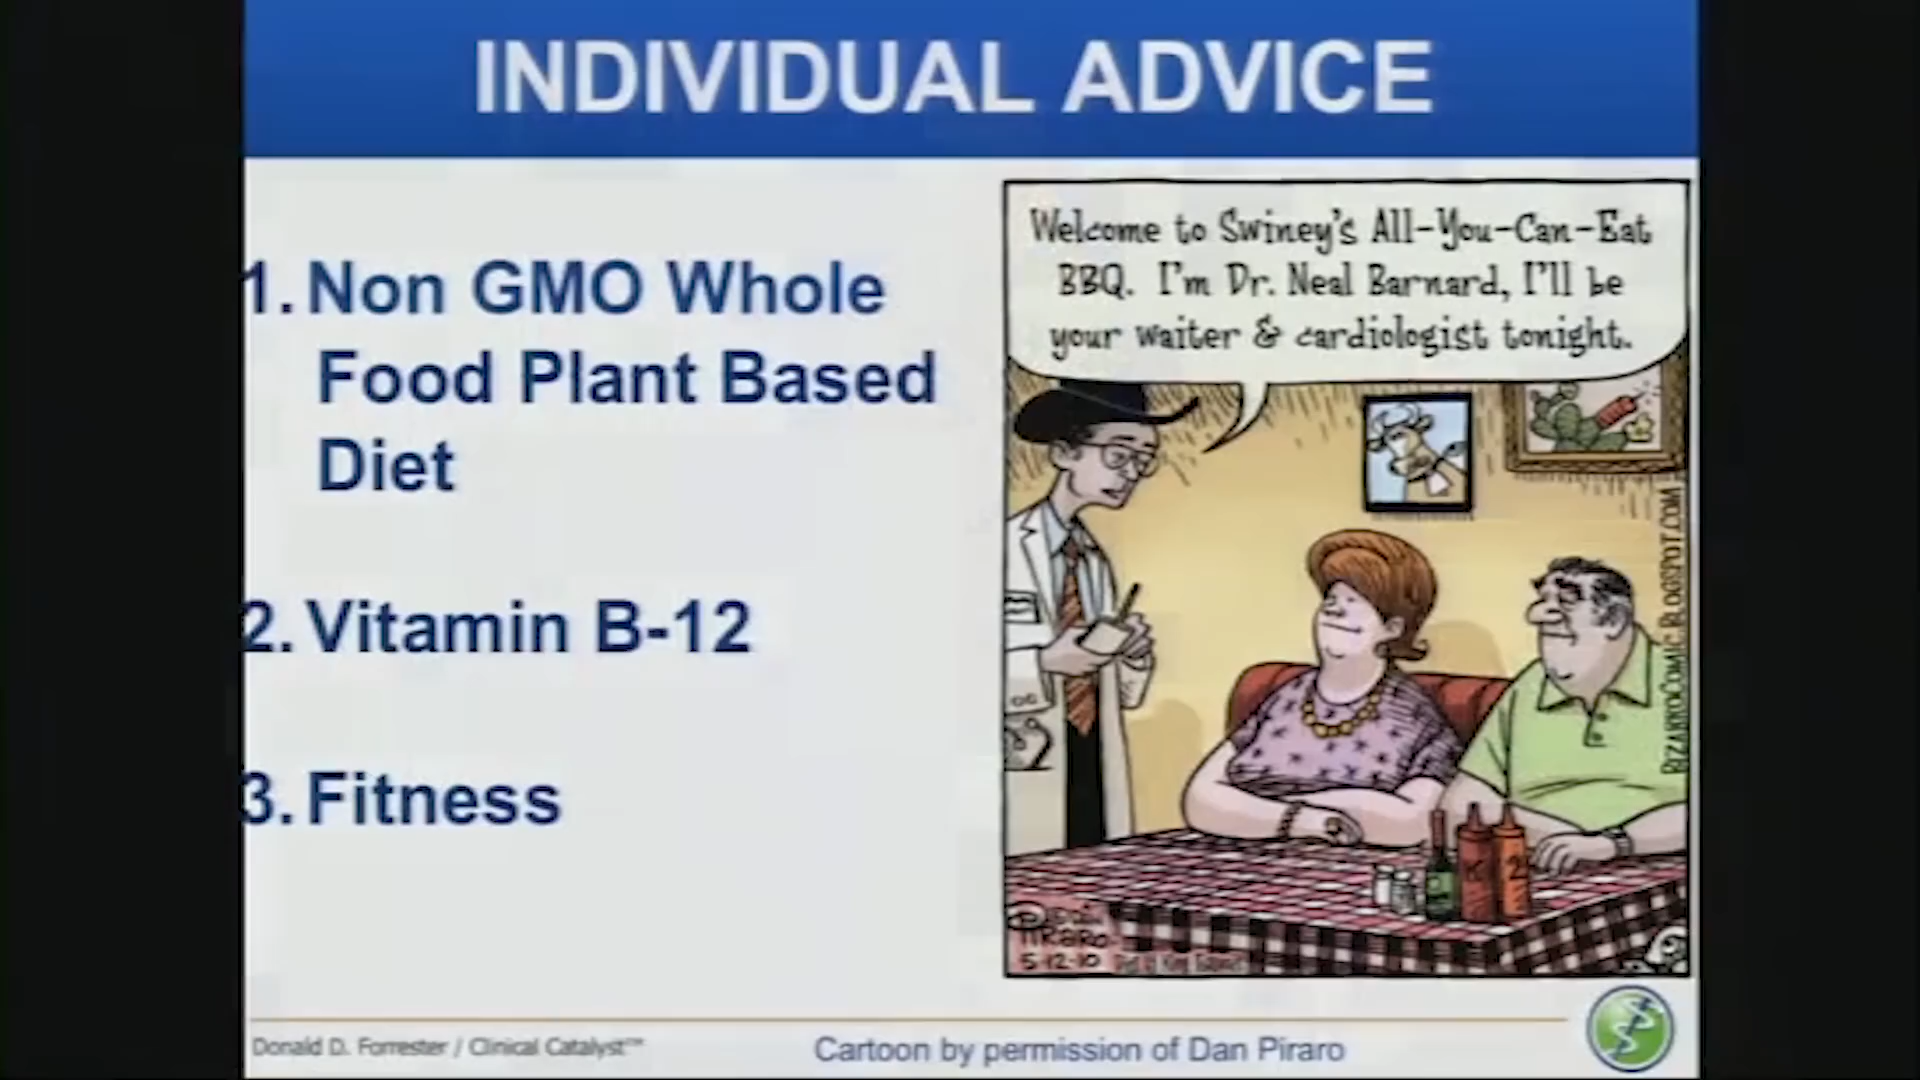 INDIVIDUAL ADVICE
1. Non GMO Whole
Food Plant Based
Diet
2. Vitamin B-12
3. Fitness
Welcome to Swiney's All-You-Can-Eat
BBQ. I'm Dr. Neal Barnard, I'll be
your waiter & cardiologist tonight.
BIZARROCOMIC.BLOGSPOT.COM
PIRARO
5-12-10
Donald D. Forrester / Clinical Catalyst™
Cartoon by permission of Dan Piraro